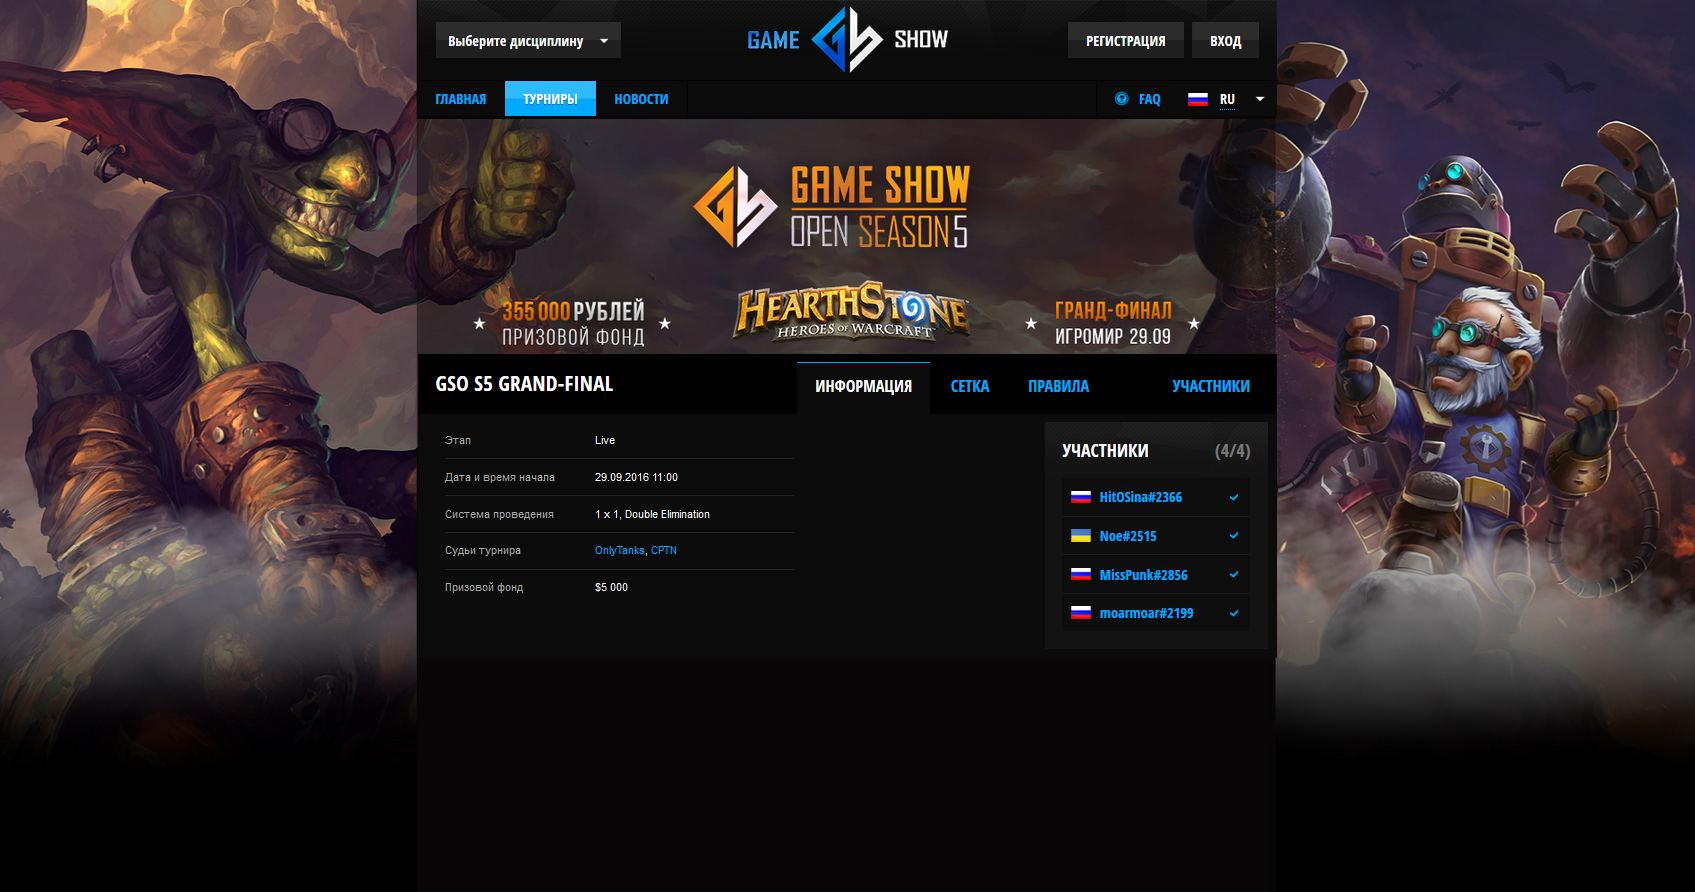 Выберите дисциплину
GAME SHOW
РЕГИСТРАЦИЯ
ВХОД
ГЛАВНАЯ
ТУРНИРЫ
НОВОСТИ
FAQ
RU
GAME SHOW
OPEN SEASON 5
355 000 РУБЛЕЙ
ПРИЗОВОЙ ФОНД
HEARTHSTONE
HEROES OF WARCRAFT
ГРАНД-ФИНАЛ
ИГРОМИР 29.09
GSO S5 GRAND-FINAL
ИНФОРМАЦИЯ
СЕТКА
ПРАВИЛА
УЧАСТНИКИ
Этап Live
Дата и время начала 29.09.2016 11:00
Система проведения 1 x 1, Double Elimination
Судьи турнира OnlyTanks, CPTN
Призовой фонд $5 000
УЧАСТНИКИ (4/4)
HitOSina#2366
Noe#2515
MissPunk#2856
moarmoar#2199